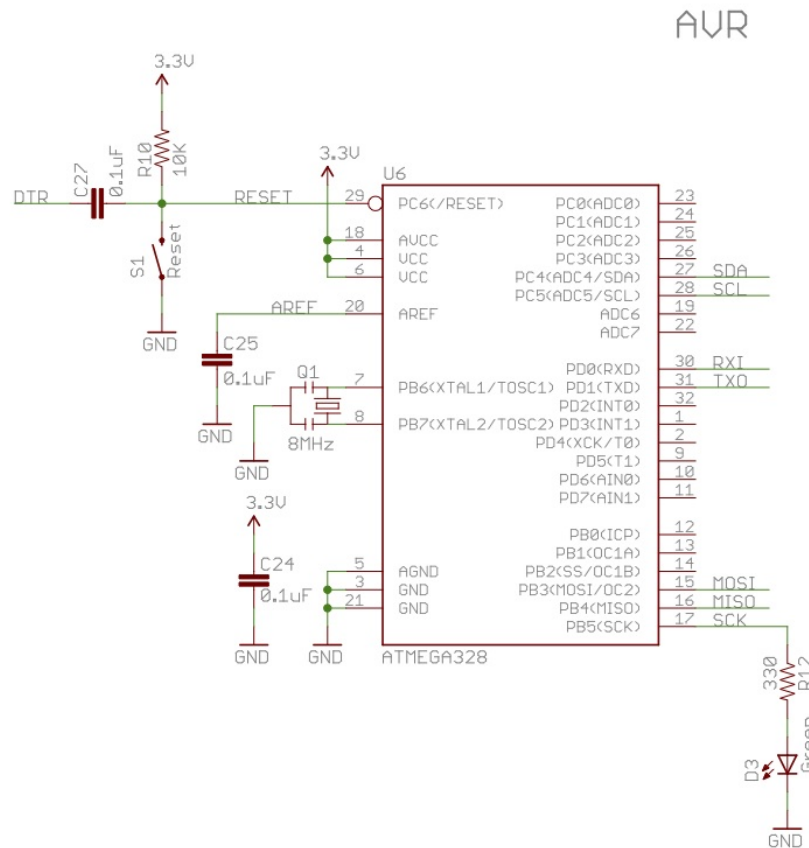 AVR
3.3V
R10
10K
C27
0.1uF
DTR
RESET
S1
Reset
GND
3.3V
U6
29
PC6(/RESET)
18
AVCC
4
VCC
6
VCC
20
AREF
AREF
C25
0.1uF
GND
Q1
8MHz
GND
7
PB6(XTAL1/TOSC1)
8
PB7(XTAL2/TOSC2)
3.3V
C24
0.1uF
GND
5
AGND
3
GND
21
GND
GND
ATMEGA328
PC0(ADC0) 23
PC1(ADC1) 24
PC2(ADC2) 25
PC3(ADC3) 26
PC4(ADC4/SDA) 27 SDA
PC5(ADC5/SCL) 28 SCL
ADC6 19
ADC7 22
PD0(RXD) 30 RXI
PD1(TXD) 31 TXO
PD2(INT0) 32
PD3(INT1) 1
PD4(XCK/T0) 2
PD5(T1) 9
PD6(AIN0) 10
PD7(AIN1) 11
PB0(ICP) 12
PB1(OC1A) 13
PB2(SS/OC1B) 14
PB3(MOSI/OC2) 15 MOSI
PB4(MISO) 16 MISO
PB5(SCK) 17 SCK
330
R12
D3
Green
GND